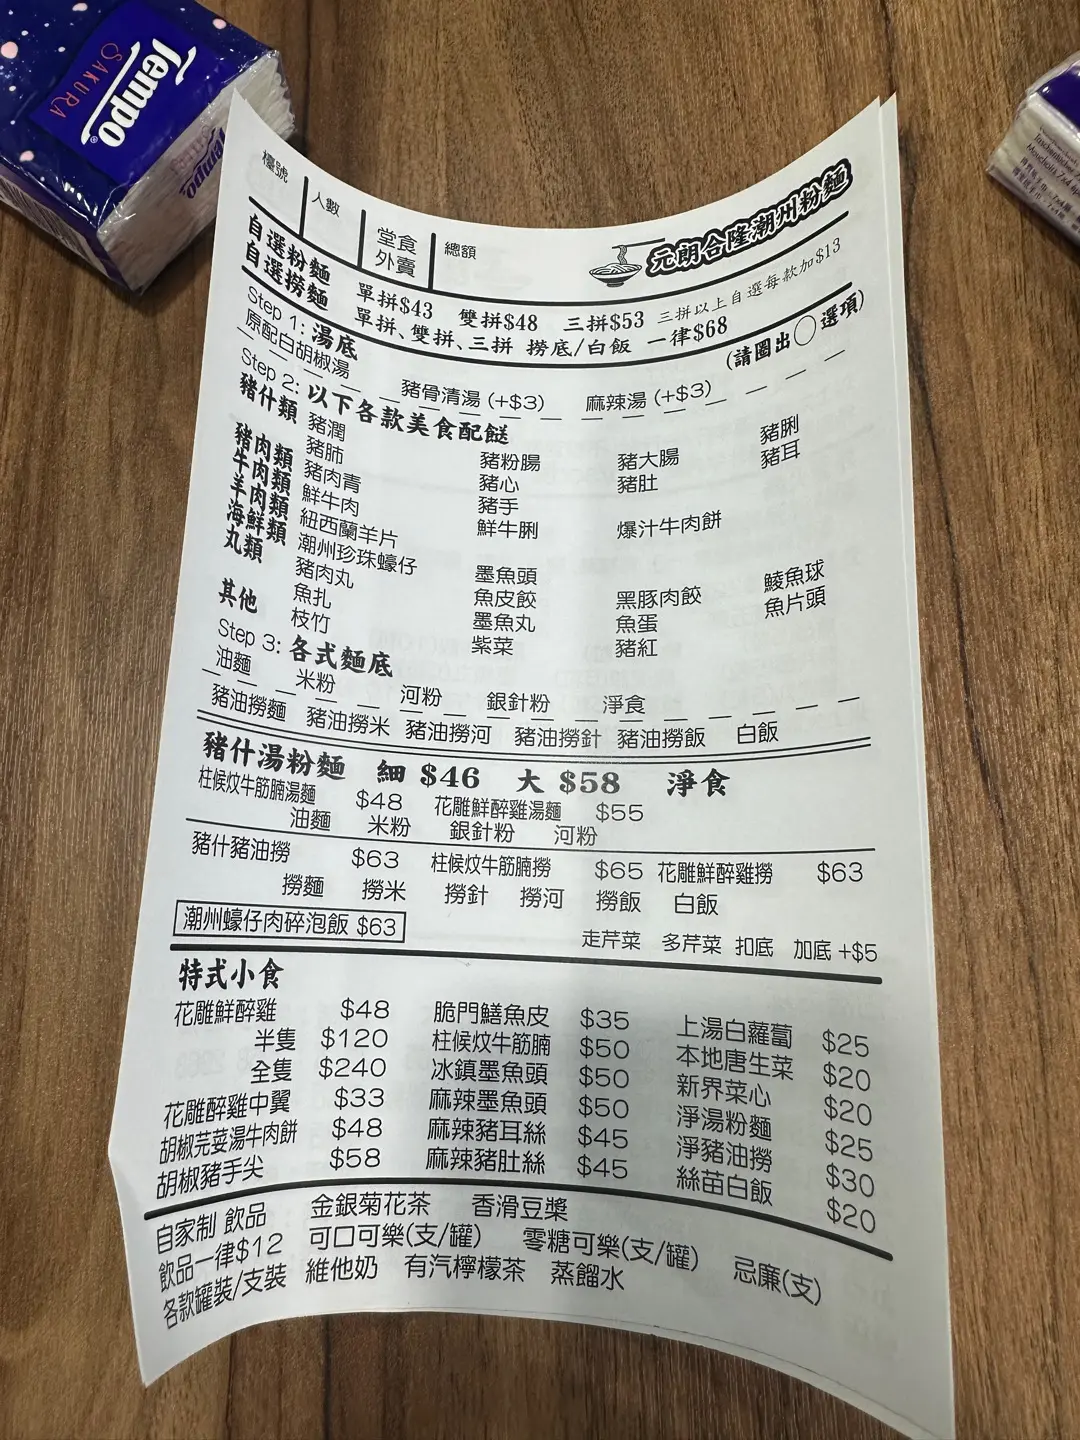 Tempo
SAKURA
Tempo
檯號 人數 堂食 外賣 總額
元朗合隆潮州粉麵
自選粉麵 單拼$43 雙拼$48 三拼$53 三拼以上自選每款加$13
自選撈麵 單拼、雙拼、三拼 撈底/白飯 一律$68
Step 1: 湯底 (請圈出○選項)
原配白胡椒湯 豬骨清湯 (+$3) 麻辣湯 (+$3)
Step 2: 以下各款美食配餸
豬什類 豬潤 豬粉腸 豬大腸 豬脷
豬肺 豬心 豬肚 豬耳
豬肉類 豬肉青 豬手
牛肉類 鮮牛肉 鮮牛脷 爆汁牛肉餅
羊肉類 紐西蘭羊片
海鮮類 潮州珍珠蠔仔 墨魚頭
丸類 豬肉丸 魚皮餃 黑豚肉餃 鯪魚球
魚扎 墨魚丸 魚蛋 魚片頭
其他 枝竹 紫菜 豬紅
Step 3: 各式麵底
油麵 米粉 河粉 銀針粉 淨食
豬油撈麵 豬油撈米 豬油撈河 豬油撈針 豬油撈飯 白飯
豬什湯粉麵 細 $46 大 $58 淨食
柱候炆牛筋腩湯麵 $48 花雕鮮醉雞湯麵 $55
油麵 米粉 銀針粉 河粉
豬什豬油撈 $63 柱候炆牛筋腩撈 $65 花雕鮮醉雞撈 $63
撈麵 撈米 撈針 撈河 撈飯 白飯
潮州蠔仔肉碎泡飯 $63
走芹菜 多芹菜 扣底 加底 +$5
特式小食
花雕鮮醉雞 $48 脆鬥鱔魚皮 $35 上湯白蘿蔔 $25
半隻 $120 柱候炆牛筋腩 $50 本地唐生菜 $20
全隻 $240 冰鎮墨魚頭 $50 新界菜心 $20
花雕醉雞中翼 $33 麻辣墨魚頭 $50 淨湯粉麵 $25
胡椒芫荽湯牛肉餅 $48 麻辣豬耳絲 $45 淨豬油撈 $30
胡椒豬手尖 $58 麻辣豬肚絲 $45 絲苗白飯 $20
自家制 飲品 金銀菊花茶 香滑豆漿
飲品一律$12 可口可樂(支/罐) 零糖可樂(支/罐) 忌廉(支)
各款罐裝/支裝 維他奶 有汽檸檬茶 蒸餾水